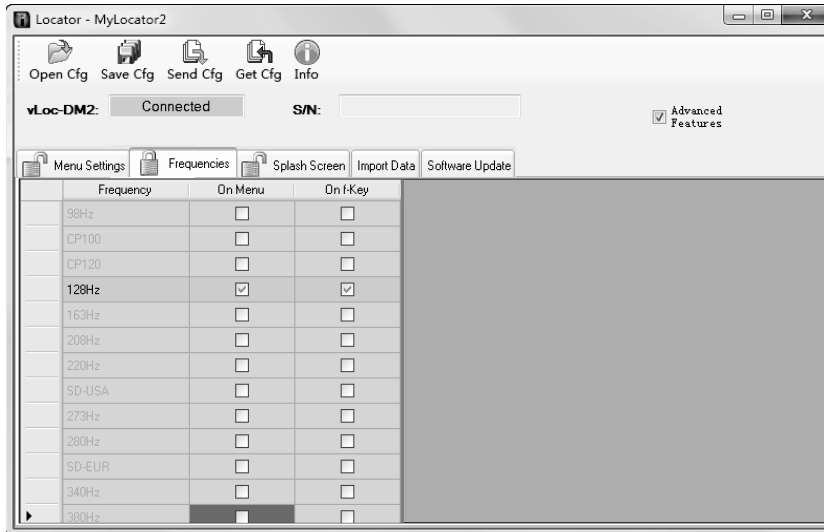 Locator - MyLocator2
Open Cfg Save Cfg Send Cfg Get Cfg Info
vLoc-DM2: Connected S/N:
Advanced
Features
Menu Settings Frequencies Splash Screen Import Data Software Update
Frequency On Menu On f-Key
98Hz
CP100
CP120
128Hz
163Hz
208Hz
220Hz
SD-USA
273Hz
280Hz
SD-EUR
340Hz
380Hz